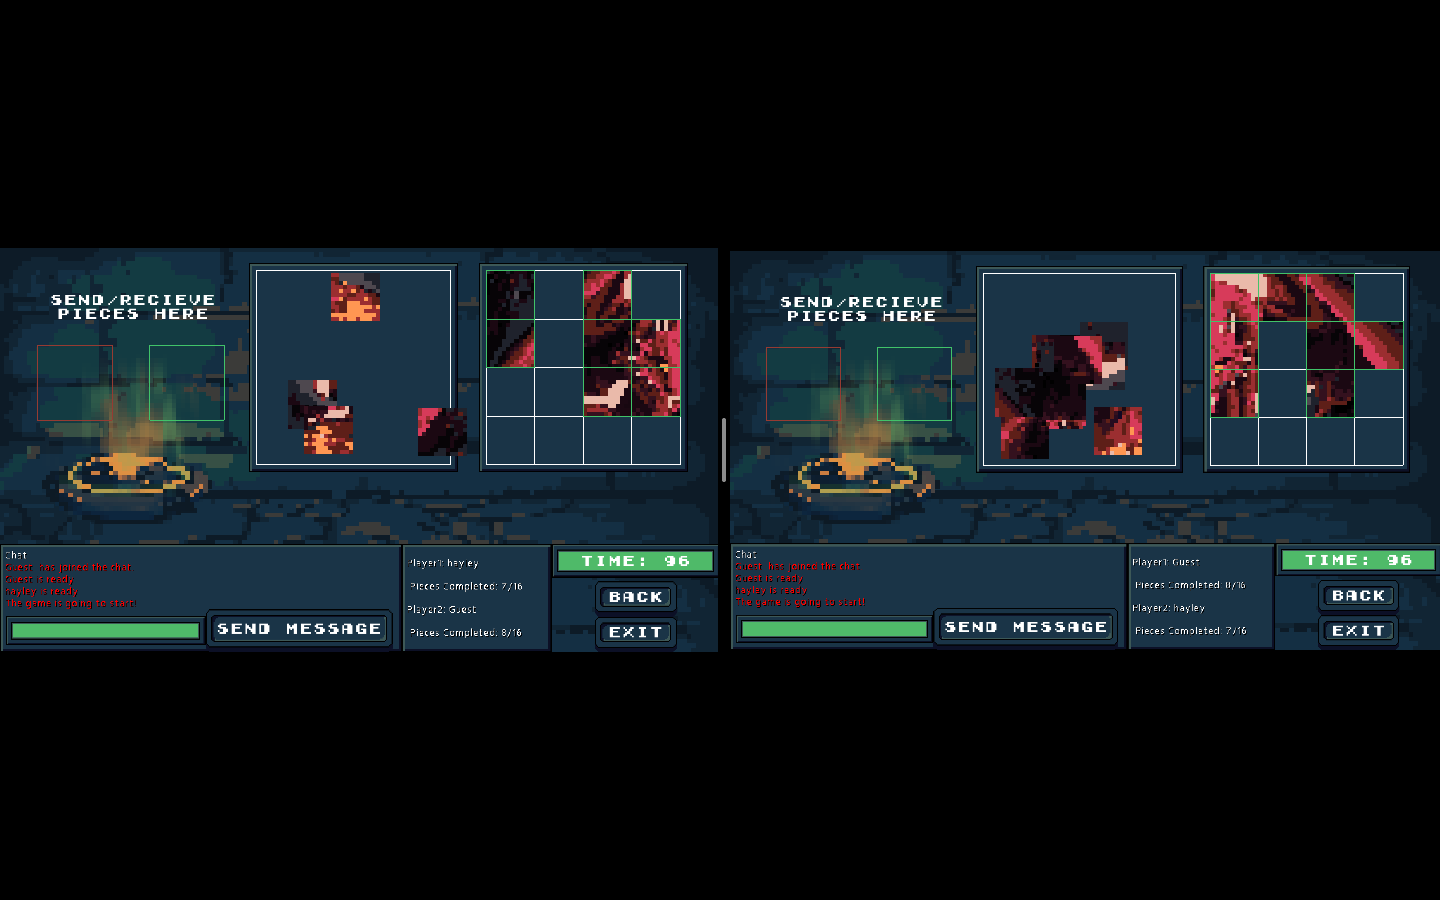 SEND/RECIEVE
PIECES HERE
Chat
Guest has joined the chat
Guest is ready
hayley is ready
The game is going to start!
SEND MESSAGE
Player1: hayley
Pieces Completed: 7/16
Player2: Guest
Pieces Completed: 8/16
TIME: 96
BACK
EXIT
SEND/RECIEVE
PIECES HERE
Chat
Guest has joined the chat
Guest is ready
hayley is ready
The game is going to start!
SEND MESSAGE
Player1: Guest
Pieces Completed: 8/16
Player2: hayley
Pieces Completed: 7/16
TIME: 96
BACK
EXIT